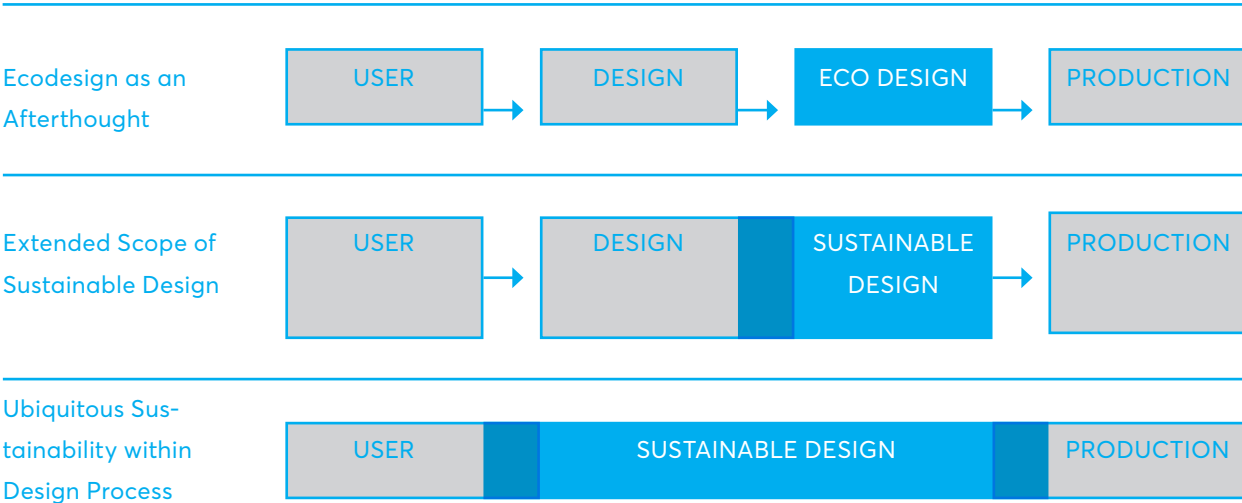 Ecodesign as an
Afterthought
USER
DESIGN
ECO DESIGN
PRODUCTION
Extended Scope of
Sustainable Design
USER
DESIGN
SUSTAINABLE
DESIGN
PRODUCTION
Ubiquitous Sus-
tainability within
Design Process
USER
SUSTAINABLE DESIGN
PRODUCTION